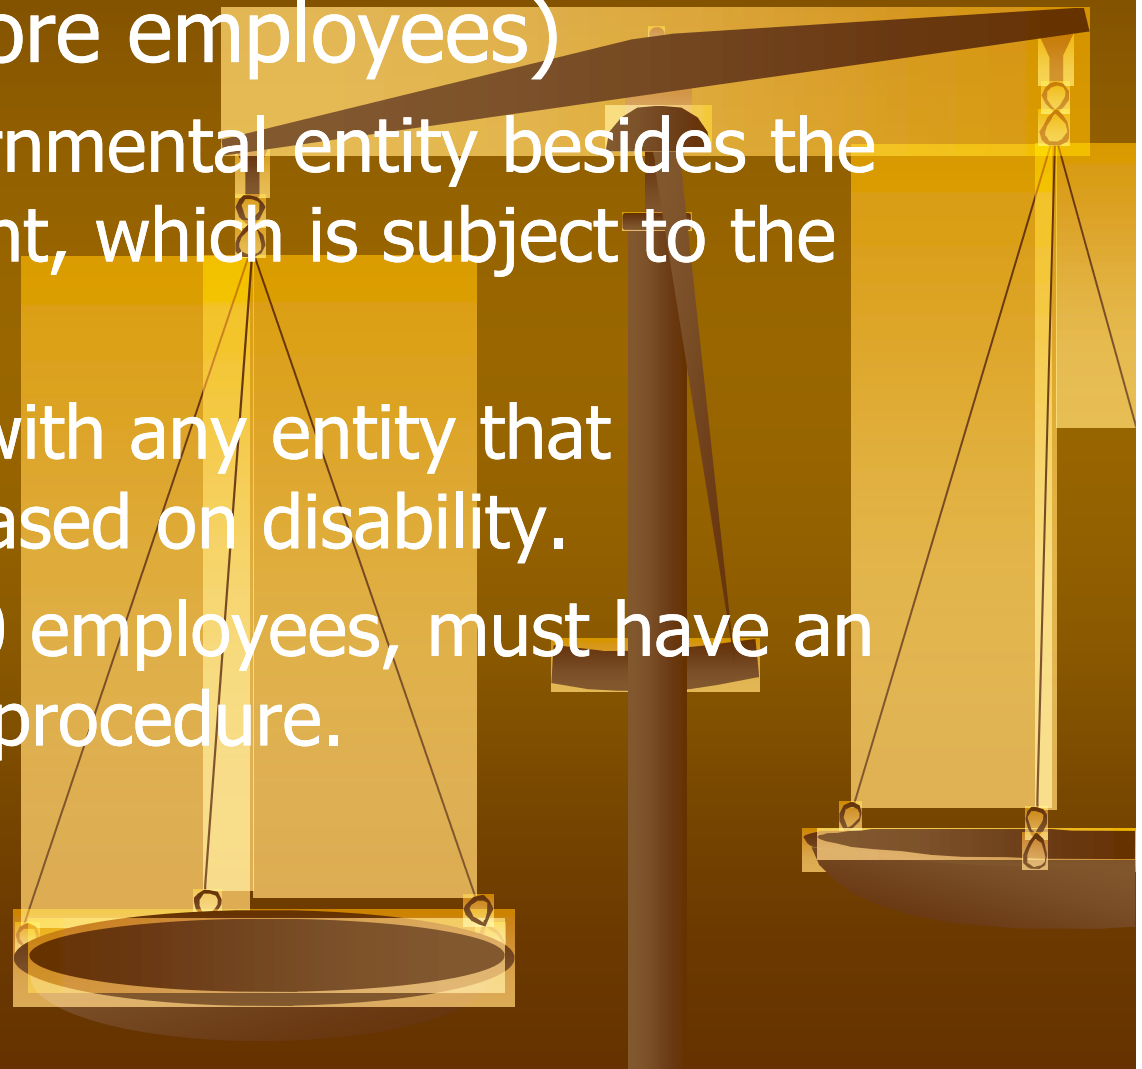 ore employees)
rnmental entity besides the
nt, which is subject to the
with any entity that
ased on disability.
0 employees, must have an
procedure.